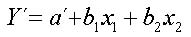 Y´= a´+b₁x₁ + b₂x₂